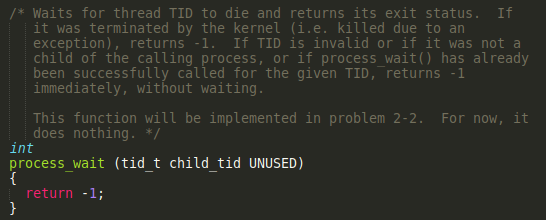 /* Waits for thread TID to die and returns its exit status.  If
   it was terminated by the kernel (i.e. killed due to an
   exception), returns -1.  If TID is invalid or if it was not a
   child of the calling process, or if process_wait() has already
   been successfully called for the given TID, returns -1
   immediately, without waiting.

   This function will be implemented in problem 2-2.  For now, it
   does nothing. */
int
process_wait (tid_t child_tid UNUSED)
{
  return -1;
}